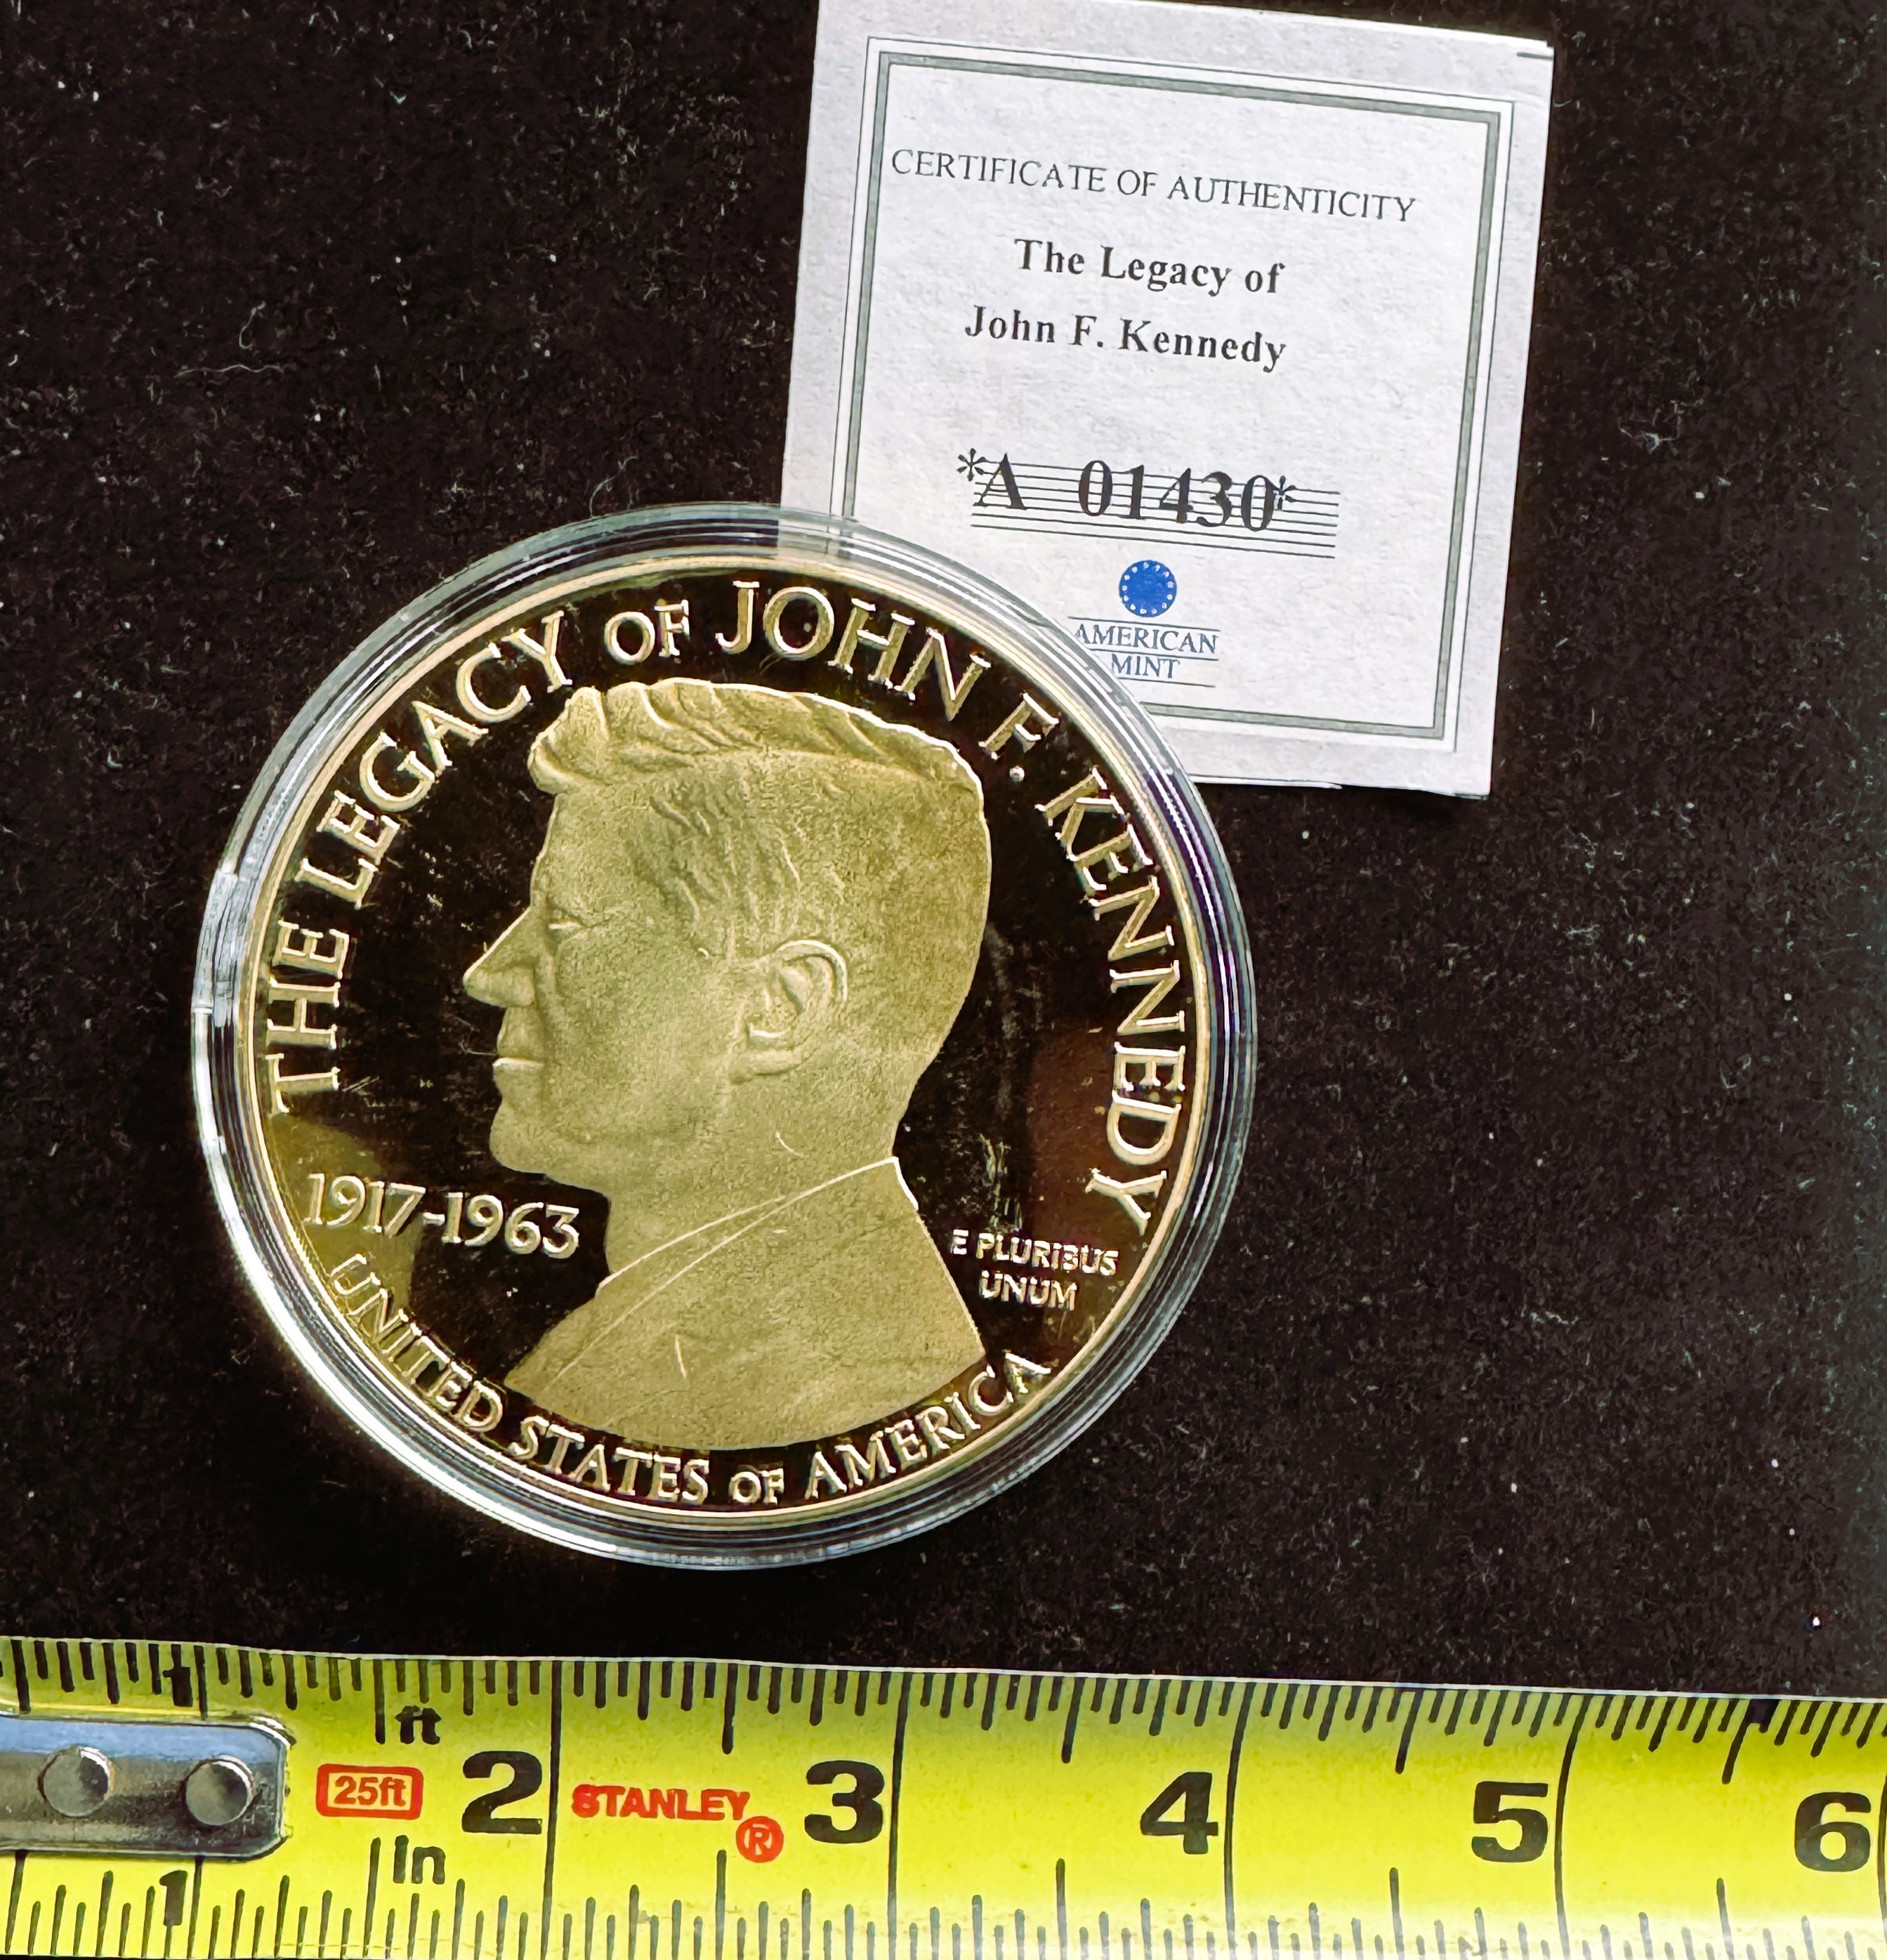 CERTIFICATE OF AUTHENTICITY
The Legacy of
John F. Kennedy
*A 01430*
AMERICAN
MINT
THE LEGACY OF JOHN F. KENNEDY
1917-1963
E PLURIBUS
UNUM
UNITED STATES OF AMERICA
1
ft
25ft
2
STANLEY®
3
4
5
6
in
1